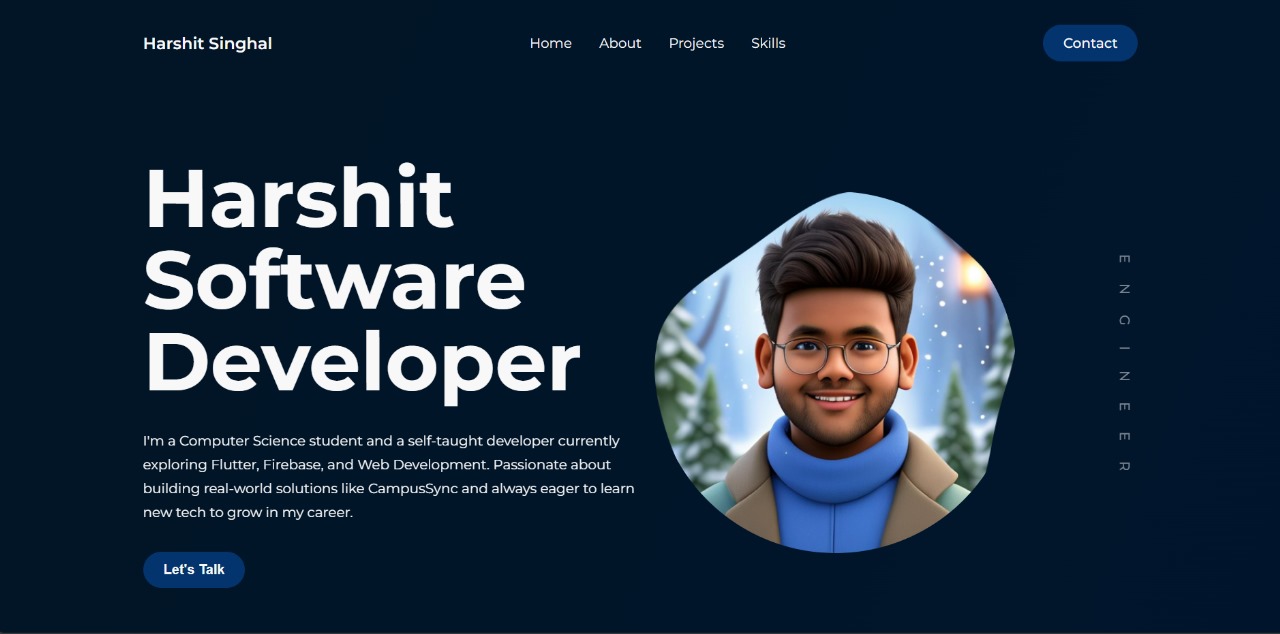 Harshit Singhal
Home About Projects Skills
Contact
Harshit
Software
Developer
I'm a Computer Science student and a self-taught developer currently
exploring Flutter, Firebase, and Web Development. Passionate about
building real-world solutions like CampusSync and always eager to learn
new tech to grow in my career.
Let's Talk
ENGINEER